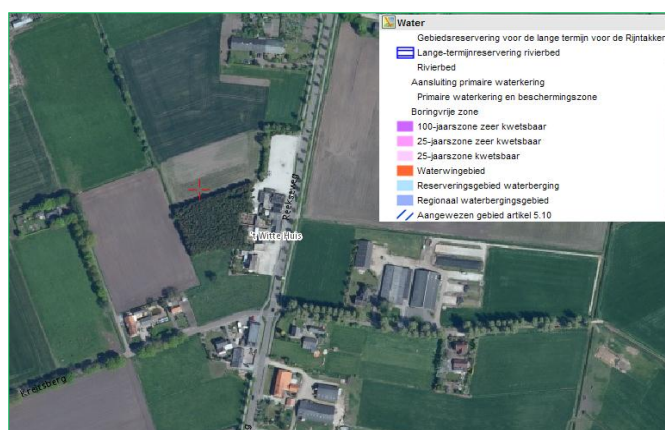 Water
Gebiedsreservering voor de lange termijn voor de Rijntakken
Lange-termijnreservering rivierbed
Rivierbed
Aansluiting primaire waterkering
Primaire waterkering en beschermingszone
Boringvrije zone
100-jaarszone zeer kwetsbaar
25-jaarszone zeer kwetsbaar
25-jaarszone kwetsbaar
Waterwingebied
Reserveringsgebied waterberging
Regionaal waterbergingsgebied
Aangewezen gebied artikel 5.10
Reekseweg
't Witte Huis
Kreitsberg
g